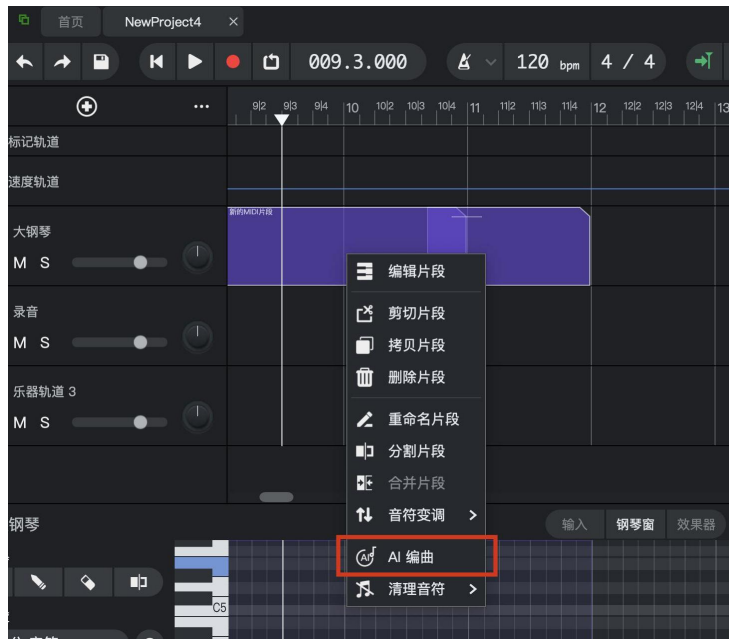 首页 NewProject4
009.3.000 120 bpm 4 / 4
9|2 9|3 9|4 10 10|2 10|3 10|4 11 11|2 11|3 11|4 12 12|2 12|3 12|4 13
标记轨道
速度轨道
新的MIDI片段
大钢琴
M S
录音
M S
乐器轨道 3
M S
编辑片段
剪切片段
拷贝片段
删除片段
重命名片段
分割片段
合并片段
音符变调
AI 编曲
清理音符
钢琴
输入 钢琴窗 效果器
C5